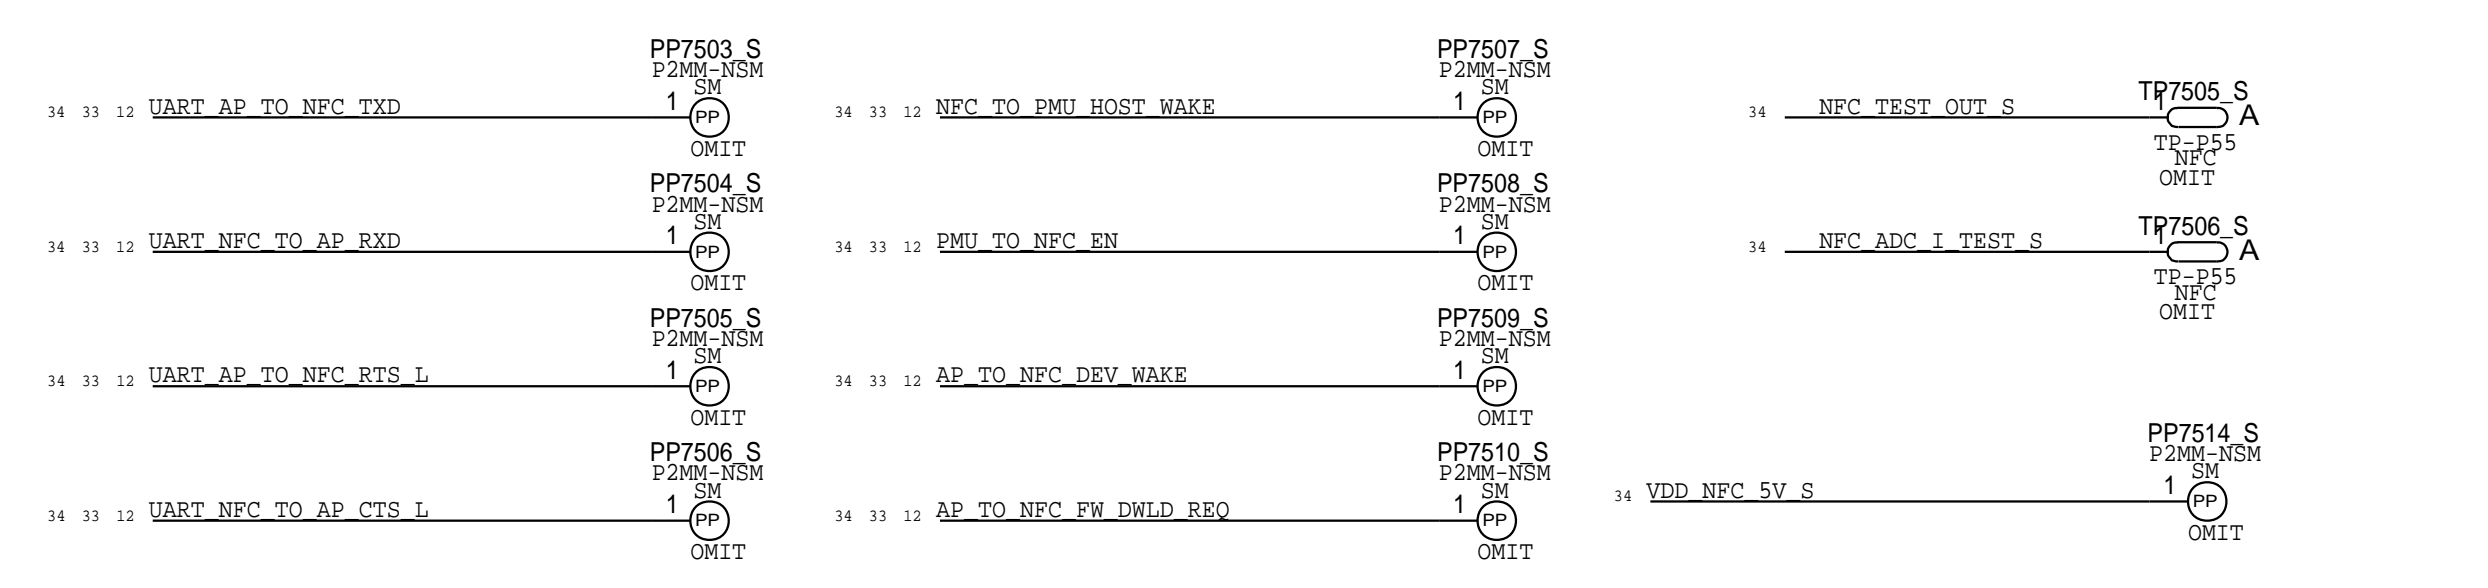 PP7503_S
P2MM-NSM
SM
34 33 12 UART_AP_TO_NFC_TXD 1 PP
OMIT
PP7504_S
P2MM-NSM
SM
34 33 12 UART_NFC_TO_AP_RXD 1 PP
OMIT
PP7505_S
P2MM-NSM
SM
34 33 12 UART_AP_TO_NFC_RTS_L 1 PP
OMIT
PP7506_S
P2MM-NSM
SM
34 33 12 UART_NFC_TO_AP_CTS_L 1 PP
OMIT
PP7507_S
P2MM-NSM
SM
34 33 12 NFC_TO_PMU_HOST_WAKE 1 PP
OMIT
PP7508_S
P2MM-NSM
SM
34 33 12 PMU_TO_NFC_EN 1 PP
OMIT
PP7509_S
P2MM-NSM
SM
34 33 12 AP_TO_NFC_DEV_WAKE 1 PP
OMIT
PP7510_S
P2MM-NSM
SM
34 33 12 AP_TO_NFC_FW_DWLD_REQ 1 PP
OMIT
TP7505_S
34 NFC_TEST_OUT_S 1 A
TP-P55
NFC
OMIT
TP7506_S
34 NFC_ADC_I_TEST_S 1 A
TP-P55
NFC
OMIT
PP7514_S
P2MM-NSM
SM
34 VDD_NFC_5V_S 1 PP
OMIT